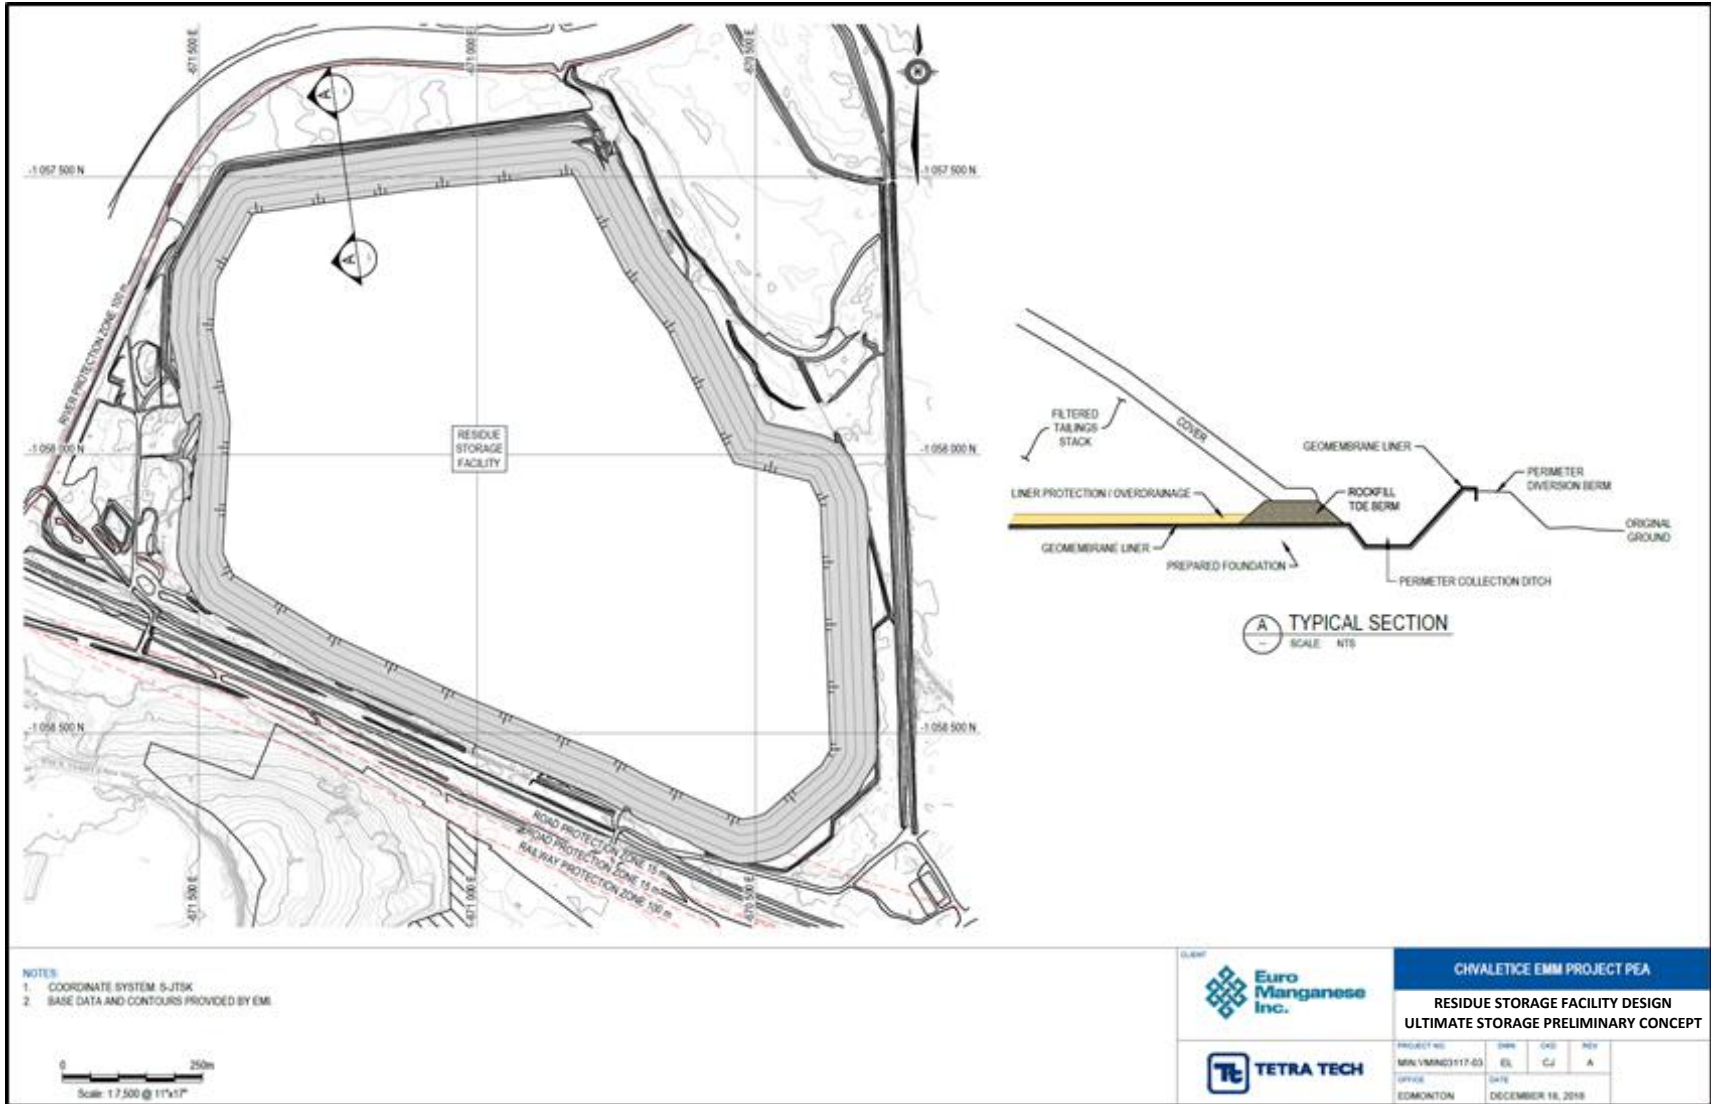 -671 500 E
-671 000 E
-670 500 E
A
-1 057 500 N
-1 057 500 N
A
RIVER PROTECTION ZONE 100 m
-1 058 000 N
-1 058 000 N
RESIDUE
STORAGE
FACILITY
-1 058 500 N
-1 058 500 N
ROAD PROTECTION ZONE 15 m
ROAD PROTECTION ZONE 15 m
RAILWAY PROTECTION ZONE 100 m
-671 500 E
-671 000 E
-670 500 E
FILTERED
TAILINGS
STACK
COVER
GEOMEMBRANE LINER
PERIMETER
DIVERSION BERM
LINER PROTECTION / OVERDRAINAGE
ROCKFILL
TOE BERM
ORIGINAL
GROUND
GEOMEMBRANE LINER
PREPARED FOUNDATION
PERIMETER COLLECTION DITCH
A
–
TYPICAL SECTION
SCALE: NTS
NOTES:
1. COORDINATE SYSTEM: S-JTSK
2. BASE DATA AND CONTOURS PROVIDED BY EMI.
0 250m
Scale: 1:7,500 @ 11"x17"
CLIENT
Euro
Manganese
Inc.
Tt TETRA TECH
CHVALETICE EMM PROJECT PEA
RESIDUE STORAGE FACILITY DESIGN
ULTIMATE STORAGE PRELIMINARY CONCEPT
PROJECT NO. DWN CKD REV
MIN.VMIN03117-03 EL CJ A
OFFICE DATE
EDMONTON DECEMBER 18, 2018